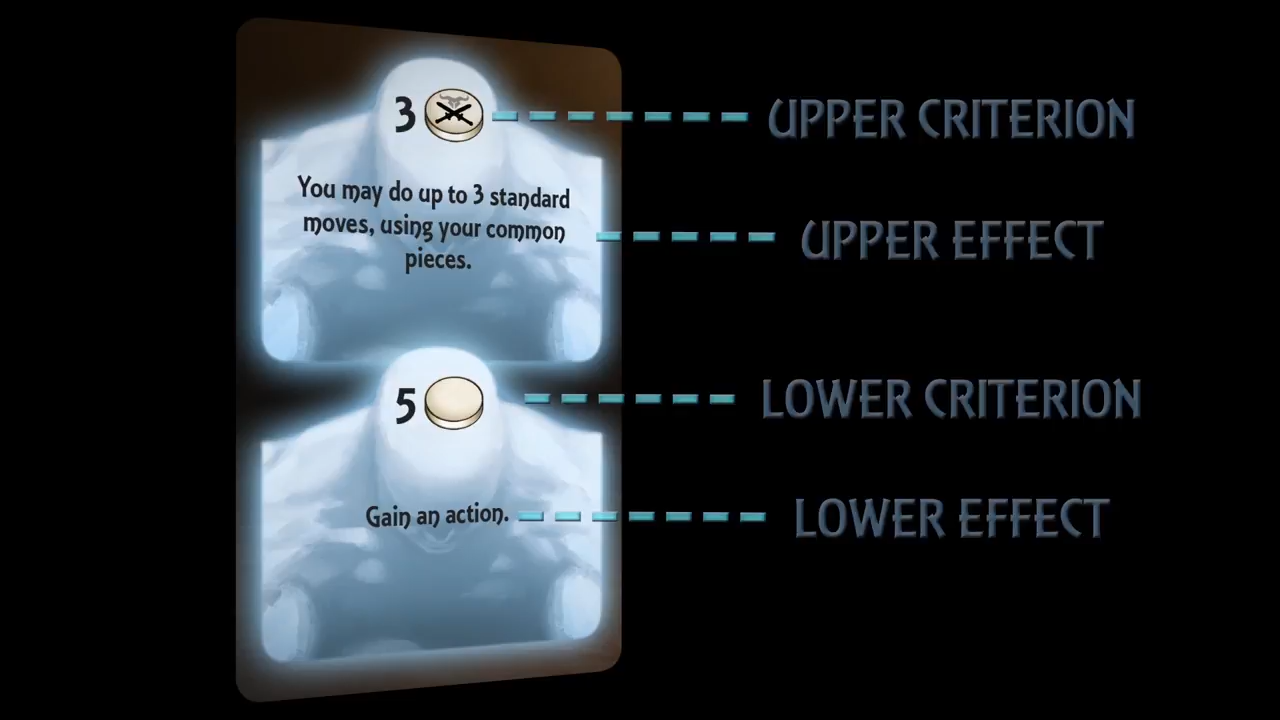 3
UPPER CRITERION
You may do up to 3 standard
moves, using your common
pieces.
UPPER EFFECT
5
LOWER CRITERION
Gain an action.
LOWER EFFECT